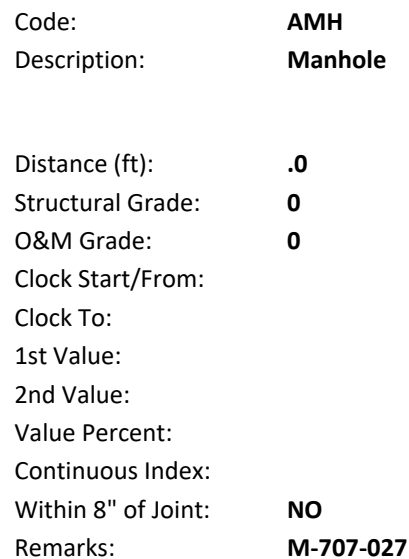 Code: AMH
Description: Manhole
Distance (ft): .0
Structural Grade: 0
O&M Grade: 0
Clock Start/From:
Clock To:
1st Value:
2nd Value:
Value Percent:
Continuous Index:
Within 8" of Joint: NO
Remarks: M-707-027